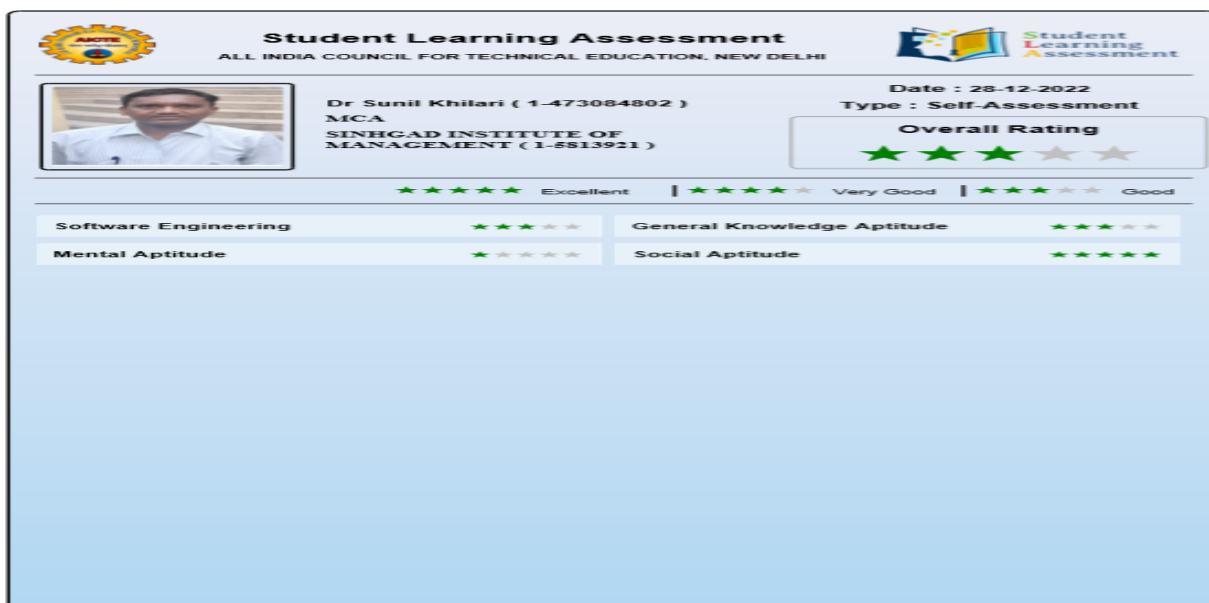 AICTE
Student Learning Assessment
ALL INDIA COUNCIL FOR TECHNICAL EDUCATION, NEW DELHI
Student
Learning
Assessment
Dr Sunil Khilari ( 1-473084802 )
MCA
SINHGAD INSTITUTE OF
MANAGEMENT ( 1-5813921 )
Date : 28-12-2022
Type : Self-Assessment
Overall Rating
Excellent | Very Good | Good
Software Engineering
General Knowledge Aptitude
Mental Aptitude
Social Aptitude